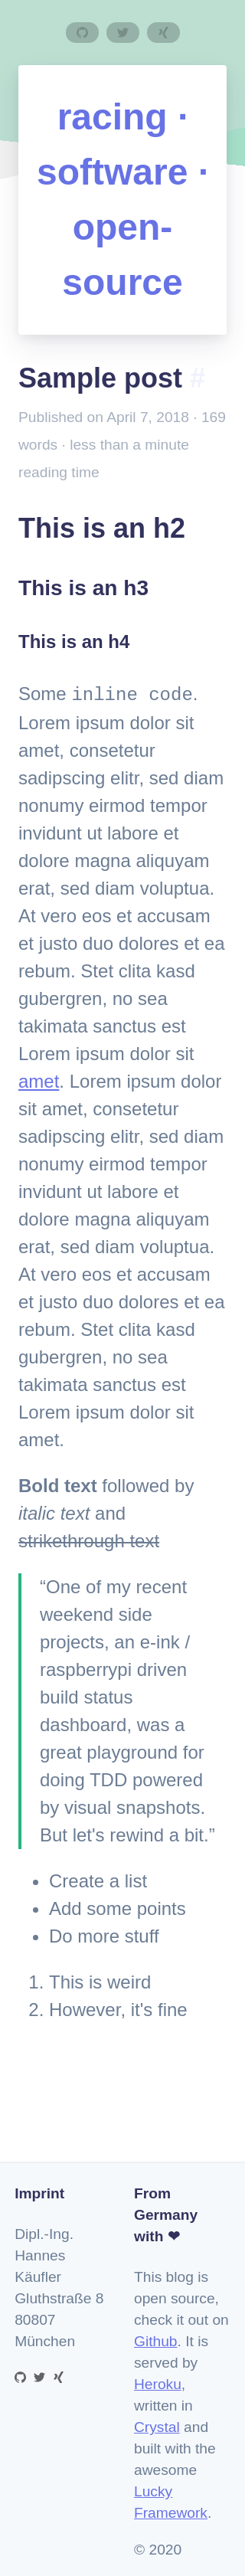 racing ·
software ·
open-
source
Sample post #
Published on April 7, 2018 · 169
words · less than a minute
reading time
This is an h2
This is an h3
This is an h4
Some inline code.
Lorem ipsum dolor sit
amet, consetetur
sadipscing elitr, sed diam
nonumy eirmod tempor
invidunt ut labore et
dolore magna aliquyam
erat, sed diam voluptua.
At vero eos et accusam
et justo duo dolores et ea
rebum. Stet clita kasd
gubergren, no sea
takimata sanctus est
Lorem ipsum dolor sit
amet. Lorem ipsum dolor
sit amet, consetetur
sadipscing elitr, sed diam
nonumy eirmod tempor
invidunt ut labore et
dolore magna aliquyam
erat, sed diam voluptua.
At vero eos et accusam
et justo duo dolores et ea
rebum. Stet clita kasd
gubergren, no sea
takimata sanctus est
Lorem ipsum dolor sit
amet.
Bold text followed by
italic text and
strikethrough text
“One of my recent
weekend side
projects, an e-ink /
raspberrypi driven
build status
dashboard, was a
great playground for
doing TDD powered
by visual snapshots.
But let's rewind a bit.”
• Create a list
• Add some points
• Do more stuff
1. This is weird
2. However, it's fine
Imprint
Dipl.-Ing.
Hannes
Käufler
Gluthstraße 8
80807
München
From
Germany
with ❤
This blog is
open source,
check it out on
Github. It is
served by
Heroku,
written in
Crystal and
built with the
awesome
Lucky
Framework.
© 2020